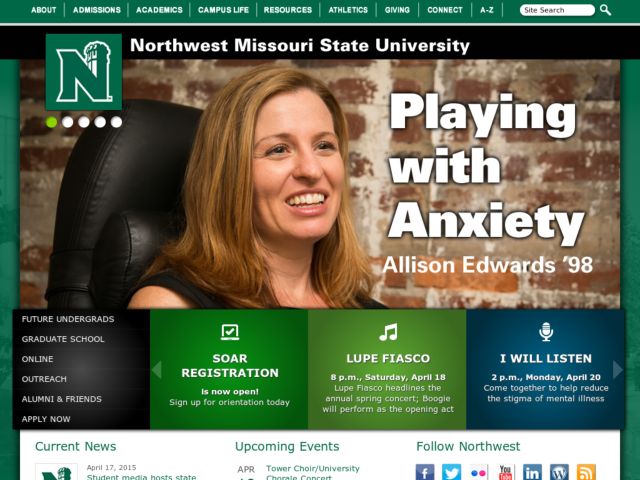 ABOUT ADMISSIONS ACADEMICS CAMPUS LIFE RESOURCES ATHLETICS GIVING CONNECT A-Z Site Search
N
Northwest Missouri State University
Playing
with
Anxiety
Allison Edwards '98
FUTURE UNDERGRADS
GRADUATE SCHOOL
ONLINE
OUTREACH
ALUMNI & FRIENDS
APPLY NOW
SOAR
REGISTRATION
is now open!
Sign up for orientation today
LUPE FIASCO
8 p.m., Saturday, April 18
Lupe Fiasco headlines the
annual spring concert; Boogie
will perform as the opening act
I WILL LISTEN
2 p.m., Monday, April 20
Come together to help reduce
the stigma of mental illness
Current News
N
April 17, 2015
Student media hosts state
Upcoming Events
APR
Tower Choir/University
Chorale Concert
Follow Northwest
f
You
in
W